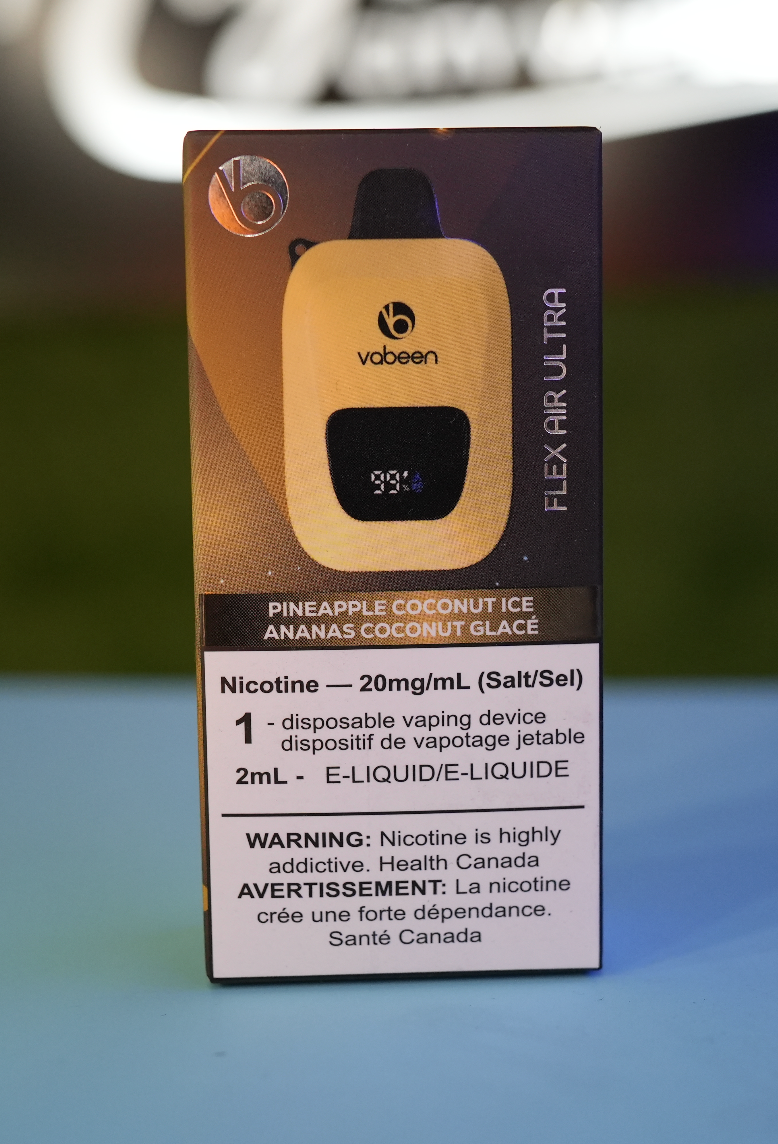 vabeen
99%
FLEX AIR ULTRA
PINEAPPLE COCONUT ICE
ANANAS COCONUT GLACÉ
Nicotine — 20mg/mL (Salt/Sel)
1 - disposable vaping device
dispositif de vapotage jetable
2mL - E-LIQUID/E-LIQUIDE
WARNING: Nicotine is highly
addictive. Health Canada
AVERTISSEMENT: La nicotine
crée une forte dépendance.
Santé Canada